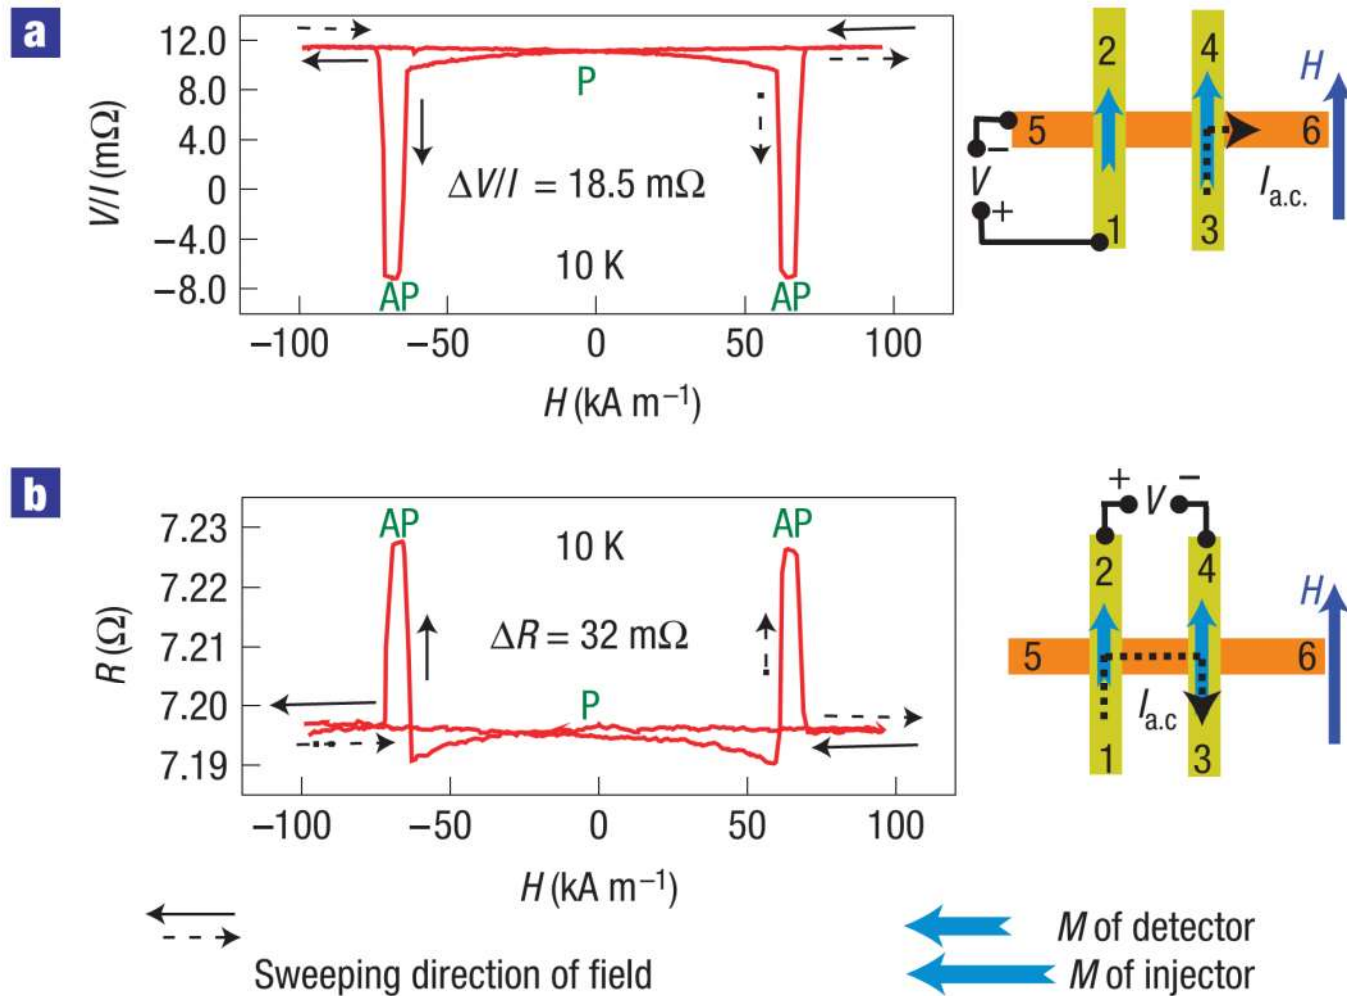 a
12.0
8.0
4.0
0
−4.0
−8.0
V/I (mΩ)
P
ΔV/I = 18.5 mΩ
10 K
AP
AP
−100
−50
0
50
100
H (kA m⁻¹)
2
4
H
5
6
−
V
+
I a.c.
1
3
b
7.23
7.22
7.21
7.20
7.19
R (Ω)
AP
10 K
AP
ΔR = 32 mΩ
P
−100
−50
0
50
100
H (kA m⁻¹)
+ V −
2
4
H
5
6
I a.c
1
3
Sweeping direction of field
M of detector
M of injector